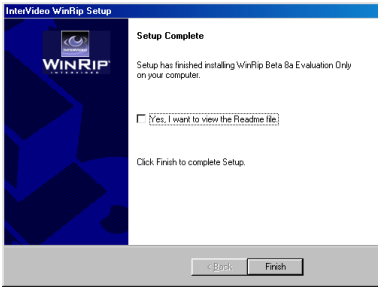 InterVideo WinRip Setup
INTERVIDEO
WINRIP
INTERVIDEO
Setup Complete
Setup has finished installing WinRip Beta 8a Evaluation Only
on your computer.
Yes, I want to view the Readme file.
Click Finish to complete Setup.
< Back
Finish